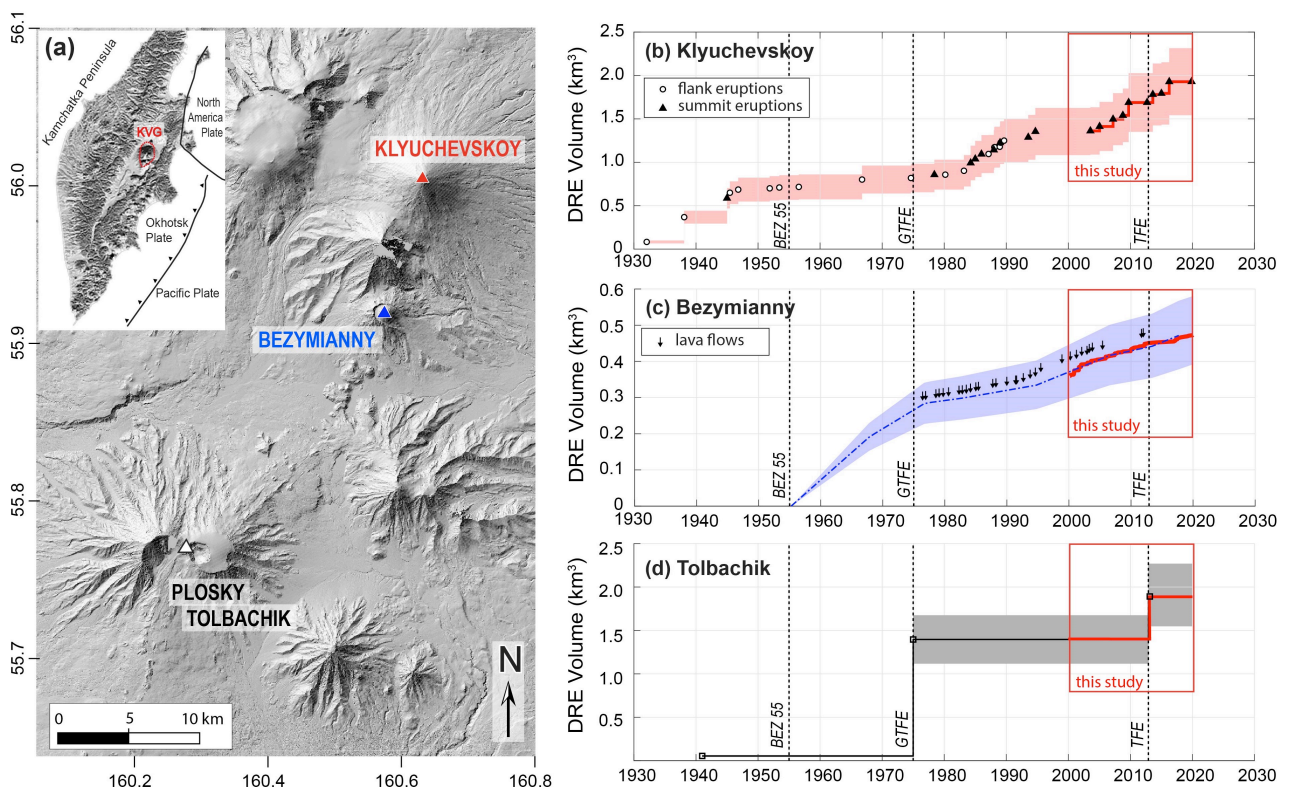 (a)
Kamchatka Peninsula
KVG
North
America
Plate
Okhotsk
Plate
Pacific Plate
KLYUCHEVSKOY
BEZYMIANNY
PLOSKY
TOLBACHIK
N
0 5 10 km
56.1
56.0
55.9
55.8
55.7
160.2 160.4 160.6 160.8
(b) Klyuchevskoy
flank eruptions
summit eruptions
DRE Volume (km³)
2.5
2.0
1.5
1.0
0.5
0
BEZ 55
GTFE
TFE
this study
1930 1940 1950 1960 1970 1980 1990 2000 2010 2020 2030
(c) Bezymianny
lava flows
DRE Volume (km³)
0.6
0.5
0.4
0.3
0.2
0.1
0
BEZ 55
GTFE
TFE
this study
1930 1940 1950 1960 1970 1980 1990 2000 2010 2020 2030
(d) Tolbachik
DRE Volume (km³)
2.5
2.0
1.5
1.0
0.5
BEZ 55
GTFE
TFE
this study
1930 1940 1950 1960 1970 1980 1990 2000 2010 2020 2030